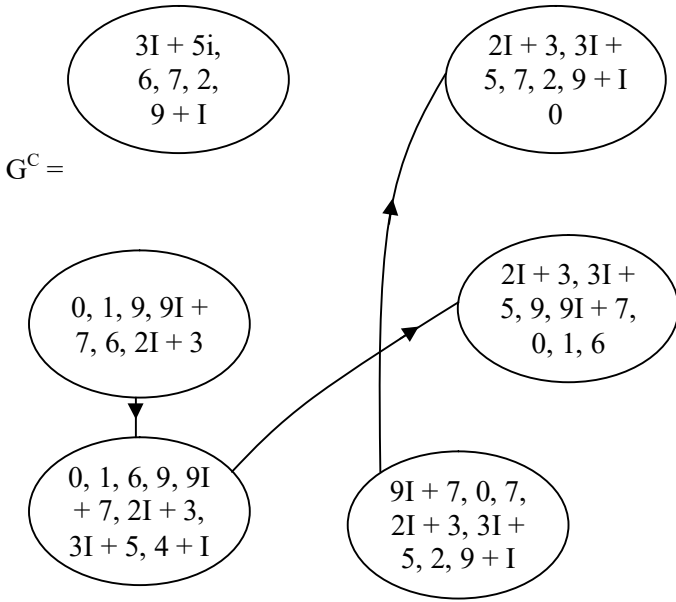 3I + 5i,
6, 7, 2,
9 + I
2I + 3, 3I +
5, 7, 2, 9 + I
0
G^C =
0, 1, 9, 9I +
7, 6, 2I + 3
2I + 3, 3I +
5, 9, 9I + 7,
0, 1, 6
0, 1, 6, 9, 9I
+ 7, 2I + 3,
3I + 5, 4 + I
9I + 7, 0, 7,
2I + 3, 3I +
5, 2, 9 + I